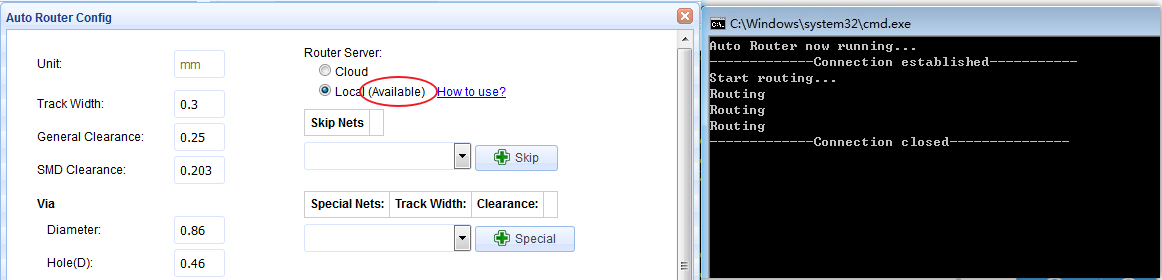 Auto Router Config
Unit:
mm
Track Width:
0.3
General Clearance:
0.25
SMD Clearance:
0.203
Via
Diameter:
0.86
Hole(D):
0.46
Router Server:
Cloud
Local (Available) How to use?
Skip Nets
Skip
Special Nets: Track Width: Clearance:
Special
C:\Windows\system32\cmd.exe
Auto Router now running...
-------------Connection established------------
Start routing...
Routing
Routing
Routing
-------------Connection closed----------------